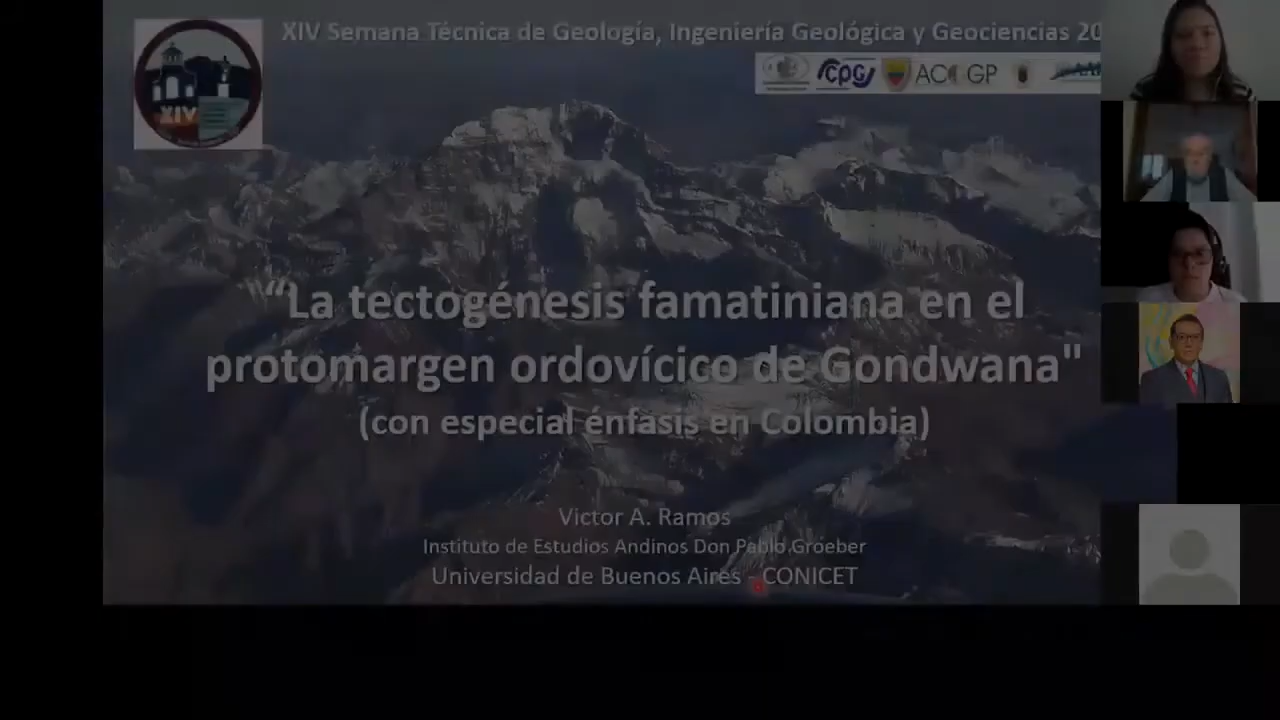 XIV Semana Técnica de Geología, Ingeniería Geológica y Geociencias 20
XIV
CPG
“La tectogénesis famatiniana en el
protomargen ordovícico de Gondwana"
(con especial énfasis en Colombia)
Victor A. Ramos
Instituto de Estudios Andinos Don Pablo Groeber
Universidad de Buenos Aires - CONICET